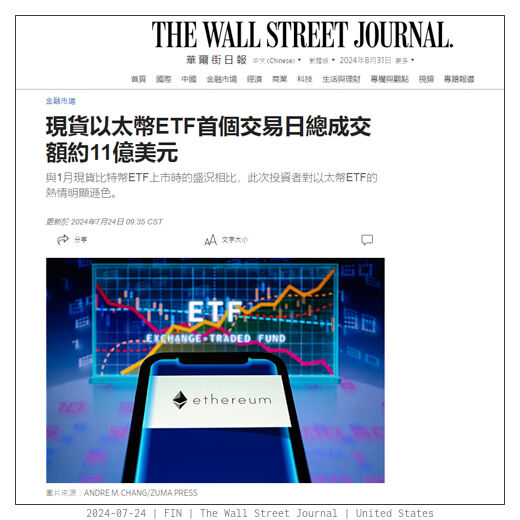 THE WALL STREET JOURNAL.
華爾街日報 中文 (Chinese) 繁體版 2024年8月31日 更多
首頁 國際 中國 金融市場 經濟 商業 科技 生活與理財 專欄與觀點 視頻 專題報導
金融市場
現貨以太幣ETF首個交易日總成交
額約11億美元
與1月現貨比特幣ETF上市時的盛況相比，此次投資者對以太幣ETF的
熱情明顯遜色。
更新於 2024年7月24日 09:35 CST
分享 AA 文字大小
ETF
EXCHANGE TRADED FUND
ethereum
圖片來源：ANDRE M. CHANG/ZUMA PRESS
2024-07-24 | FIN | The Wall Street Journal | United States